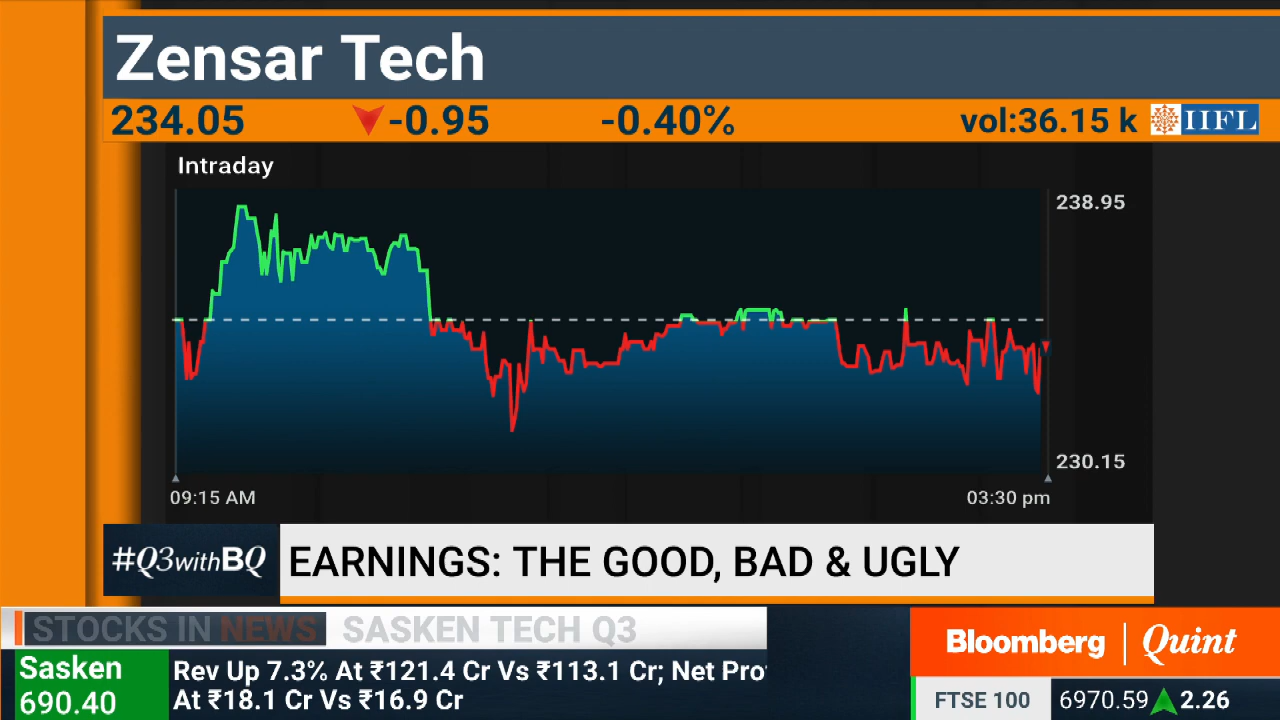 Zensar Tech
234.05 -0.95 -0.40% vol:36.15 k IIFL
Intraday
238.95
230.15
09:15 AM 03:30 pm
#Q3withBQ EARNINGS: THE GOOD, BAD & UGLY
STOCKS IN NEWS SASKEN TECH Q3
Bloomberg | Quint
Sasken
690.40
Rev Up 7.3% At ₹121.4 Cr Vs ₹113.1 Cr; Net Pro
At ₹18.1 Cr Vs ₹16.9 Cr
FTSE 100 6970.59 2.26